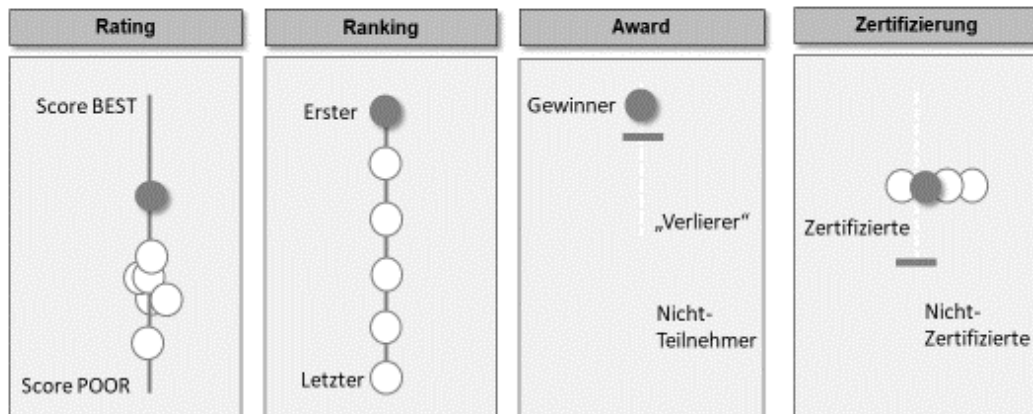 Rating
Score BEST
Score POOR
Ranking
Erster
Letzter
Award
Gewinner
„Verlierer“
Nicht-
Teilnehmer
Zertifizierung
Zertifizierte
Nicht-
Zertifizierte